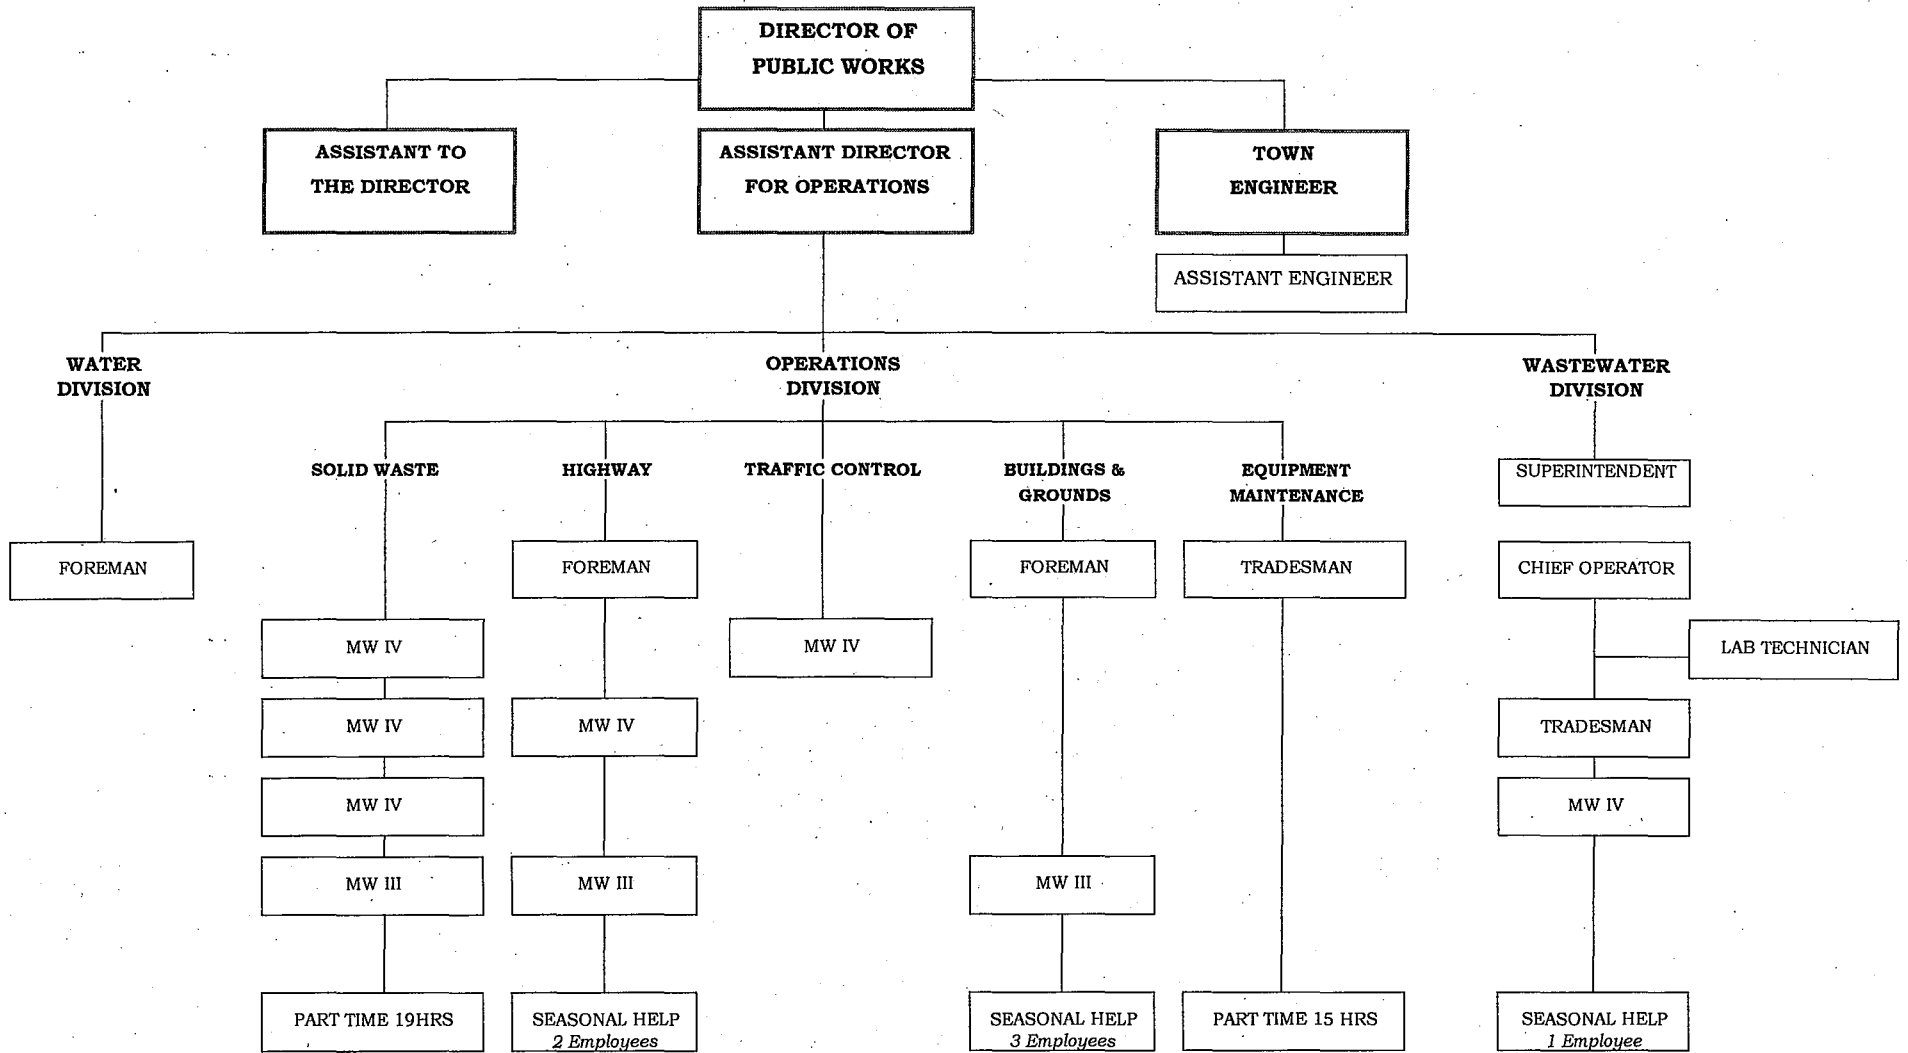 DIRECTOR OF
PUBLIC WORKS
ASSISTANT TO
THE DIRECTOR
ASSISTANT DIRECTOR
FOR OPERATIONS
TOWN
ENGINEER
ASSISTANT ENGINEER
WATER
DIVISION
OPERATIONS
DIVISION
WASTEWATER
DIVISION
SOLID WASTE
HIGHWAY
TRAFFIC CONTROL
BUILDINGS &
GROUNDS
EQUIPMENT
MAINTENANCE
SUPERINTENDENT
FOREMAN
FOREMAN
FOREMAN
TRADESMAN
CHIEF OPERATOR
MW IV
MW IV
LAB TECHNICIAN
MW IV
MW IV
TRADESMAN
MW IV
MW IV
MW III
MW III
MW III
PART TIME 19HRS
SEASONAL HELP
2 Employees
SEASONAL HELP
3 Employees
PART TIME 15 HRS
SEASONAL HELP
1 Employee